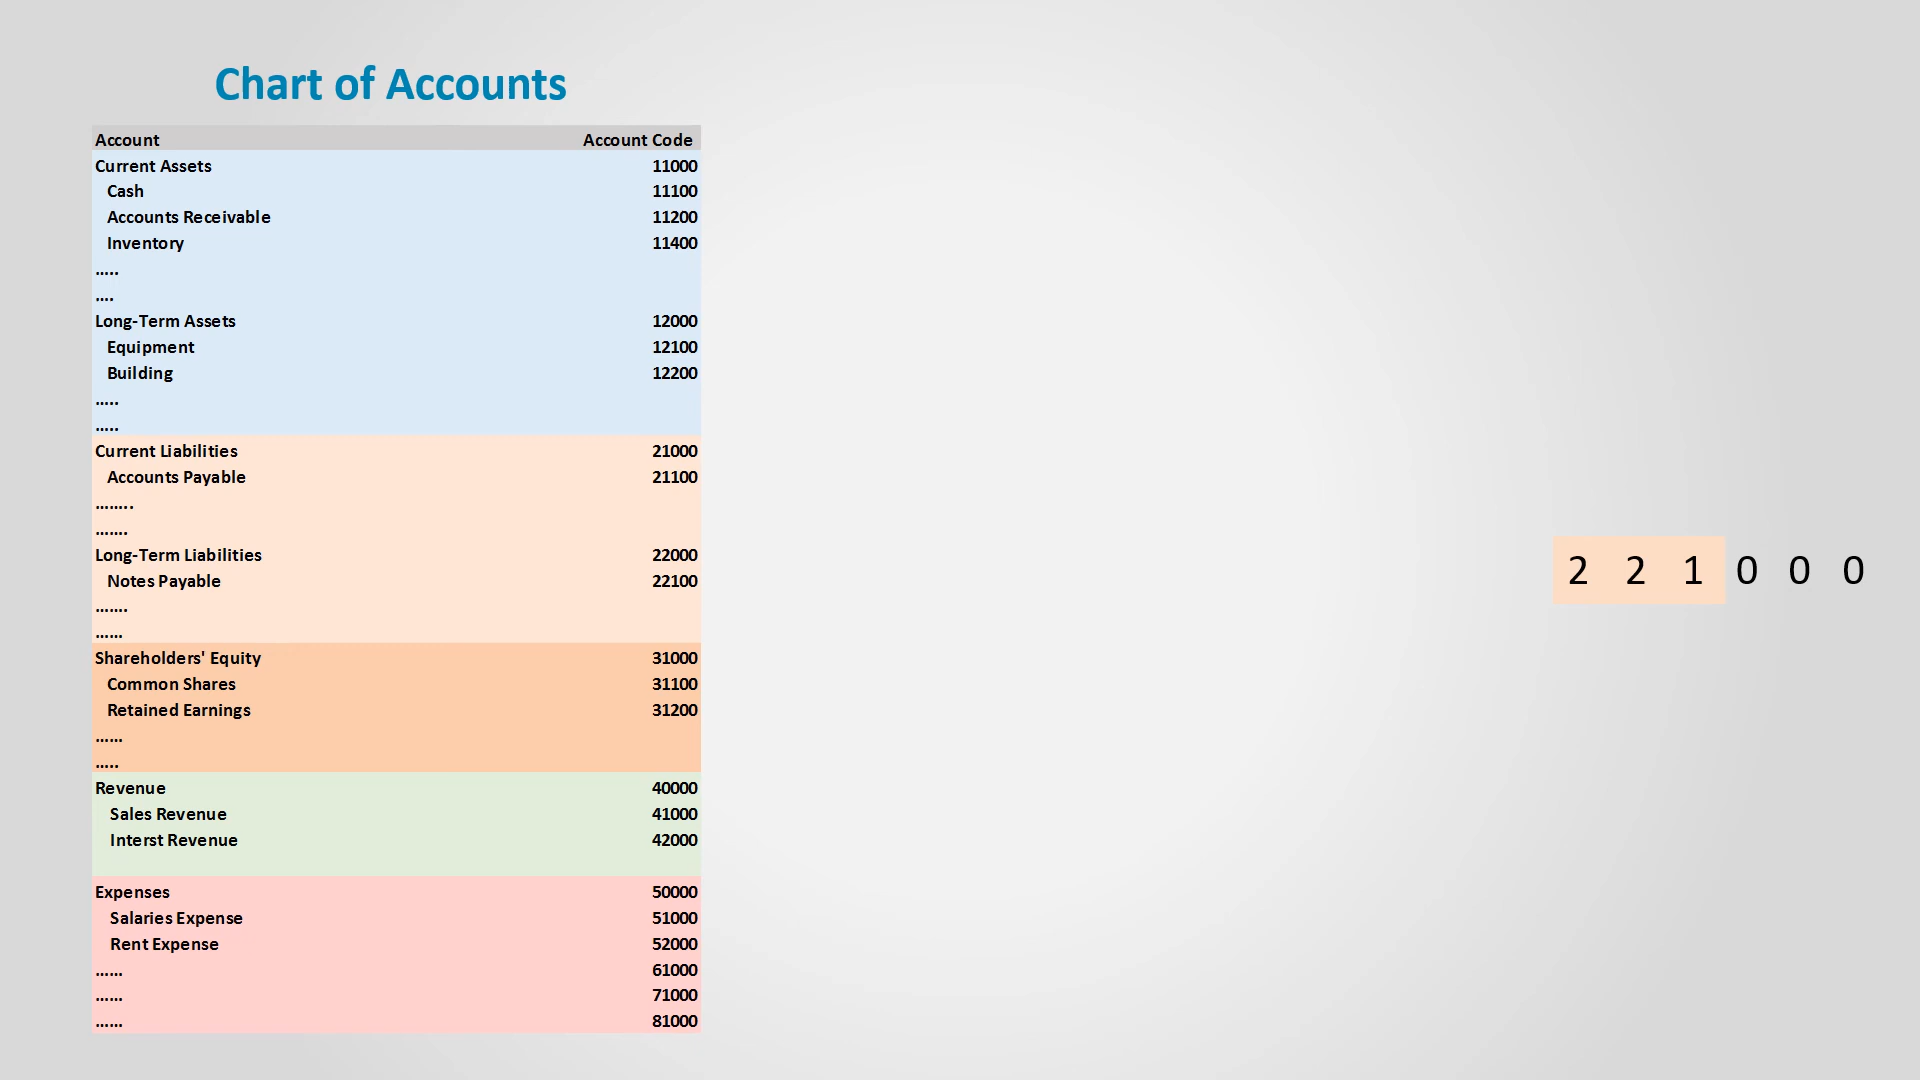 Chart of Accounts
Account Account Code
Current Assets 11000
Cash 11100
Accounts Receivable 11200
Inventory 11400
.....
....
Long-Term Assets 12000
Equipment 12100
Building 12200
.....
.....
Current Liabilities 21000
Accounts Payable 21100
........
.......
Long-Term Liabilities 22000
Notes Payable 22100
.......
......
Shareholders' Equity 31000
Common Shares 31100
Retained Earnings 31200
......
.....
Revenue 40000
Sales Revenue 41000
Interst Revenue 42000
Expenses 50000
Salaries Expense 51000
Rent Expense 52000
...... 61000
...... 71000
...... 81000
2 2 1 0 0 0